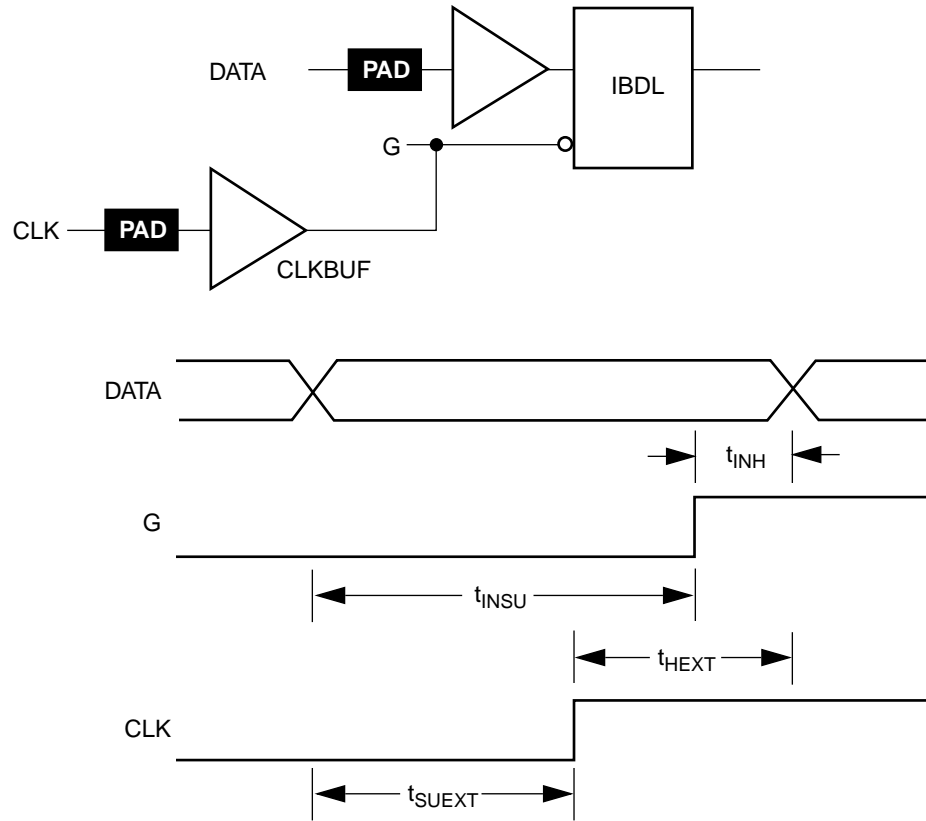 DATA
PAD
IBDL
G
CLK
PAD
CLKBUF
DATA
tINH
G
tINSU
tHEXT
CLK
tSUEXT